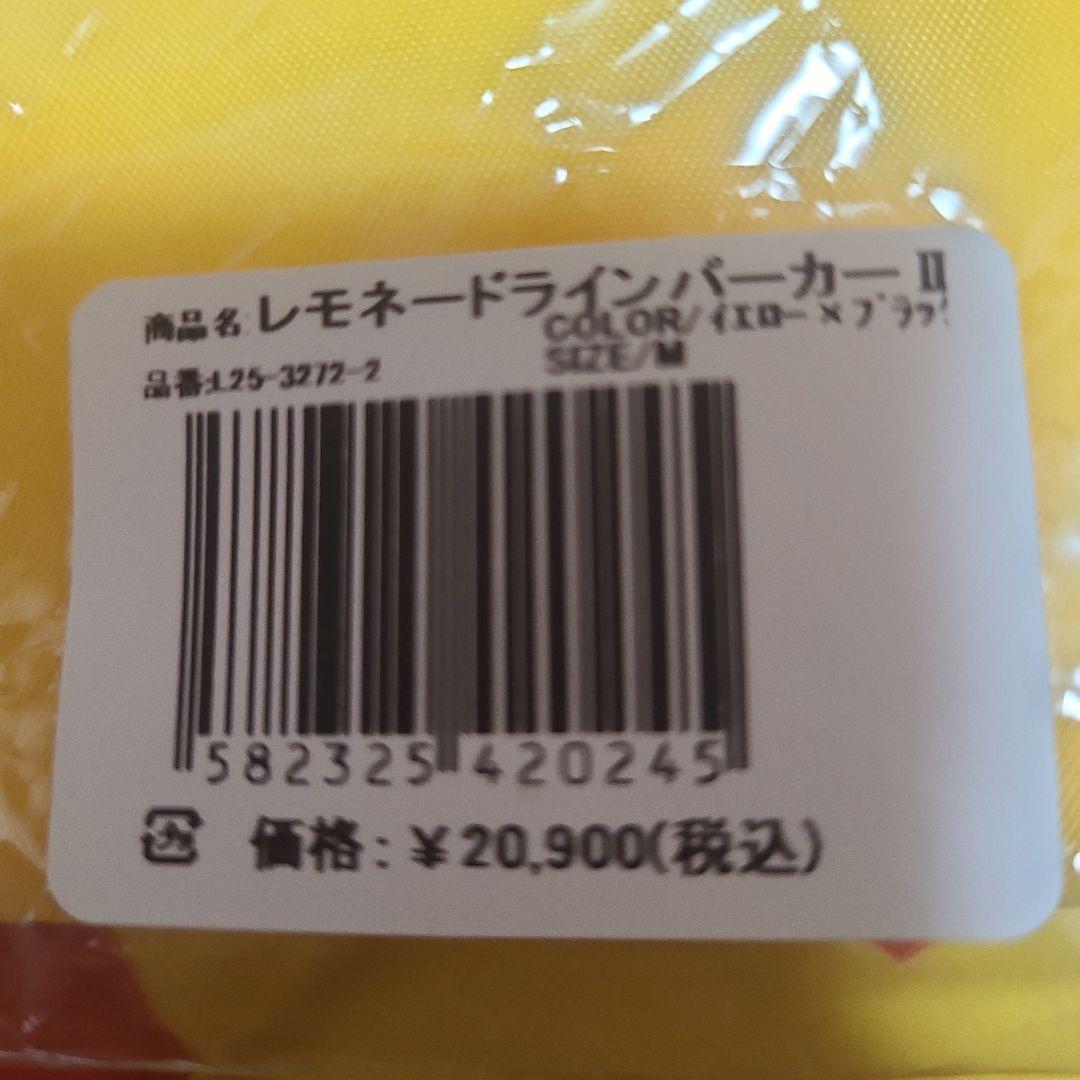 商品名:レモネードラインパーカーⅡ
COLOR/ｲｴﾛｰ×ﾌﾞﾗｯｸ
品番:L25-3272-2
SIZE/M
582325 420245
価格:￥20,900(税込)